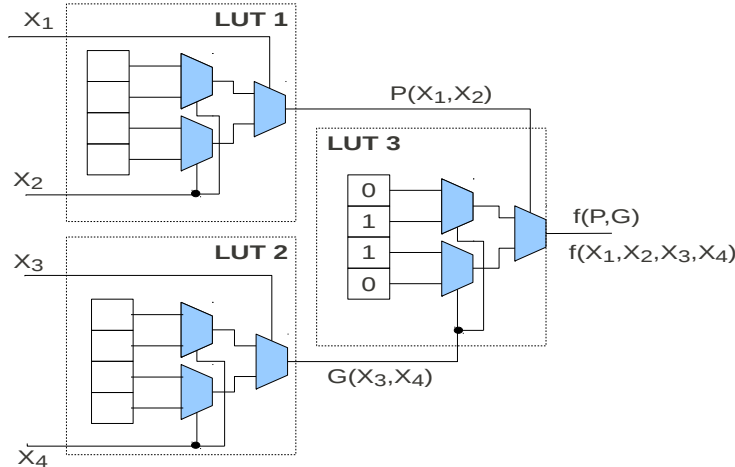 X1
LUT 1
P(X1,X2)
X2
LUT 3
0
1
1
0
f(P,G)
f(X1,X2,X3,X4)
X3
LUT 2
G(X3,X4)
X4